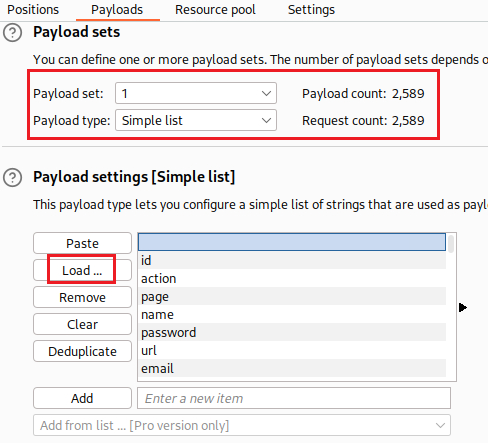 Positions Payloads Resource pool Settings
? Payload sets
You can define one or more payload sets. The number of payload sets depends o
Payload set: 1 Payload count: 2,589
Payload type: Simple list Request count: 2,589
? Payload settings [Simple list]
This payload type lets you configure a simple list of strings that are used as payl
Paste
Load ... id
action
Remove page
name
Clear password
Deduplicate url
email
Add Enter a new item
Add from list ... [Pro version only]